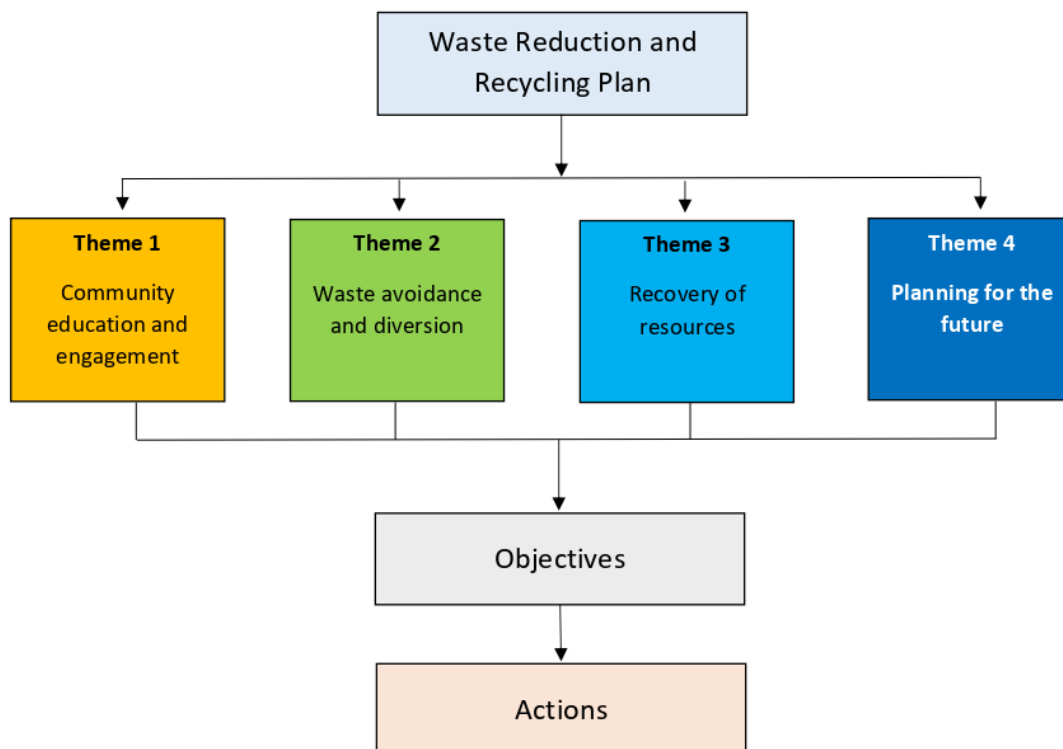 Waste Reduction and
Recycling Plan
Theme 1
Community
education and
engagement
Theme 2
Waste avoidance
and diversion
Theme 3
Recovery of
resources
Theme 4
Planning for the
future
Objectives
Actions